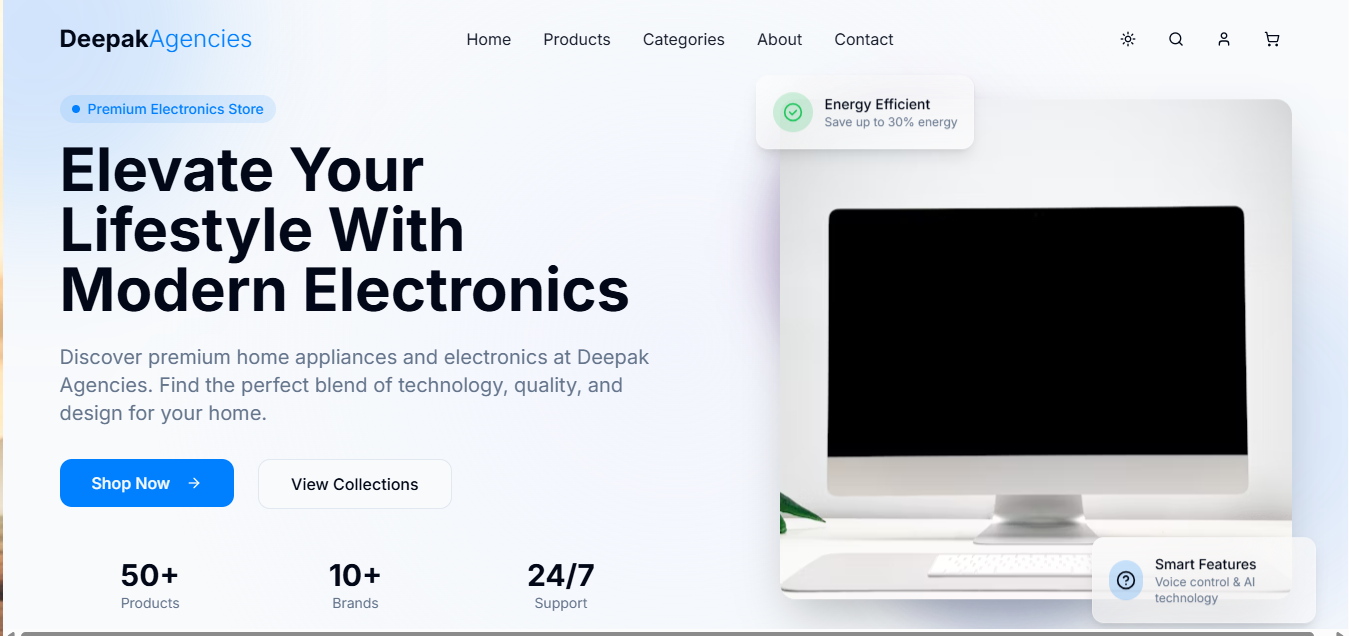 DeepakAgencies
Home Products Categories About Contact
Premium Electronics Store
Elevate Your
Lifestyle With
Modern Electronics
Discover premium home appliances and electronics at Deepak
Agencies. Find the perfect blend of technology, quality, and
design for your home.
Shop Now
View Collections
50+
Products
10+
Brands
24/7
Support
Energy Efficient
Save up to 30% energy
Smart Features
Voice control & AI
technology